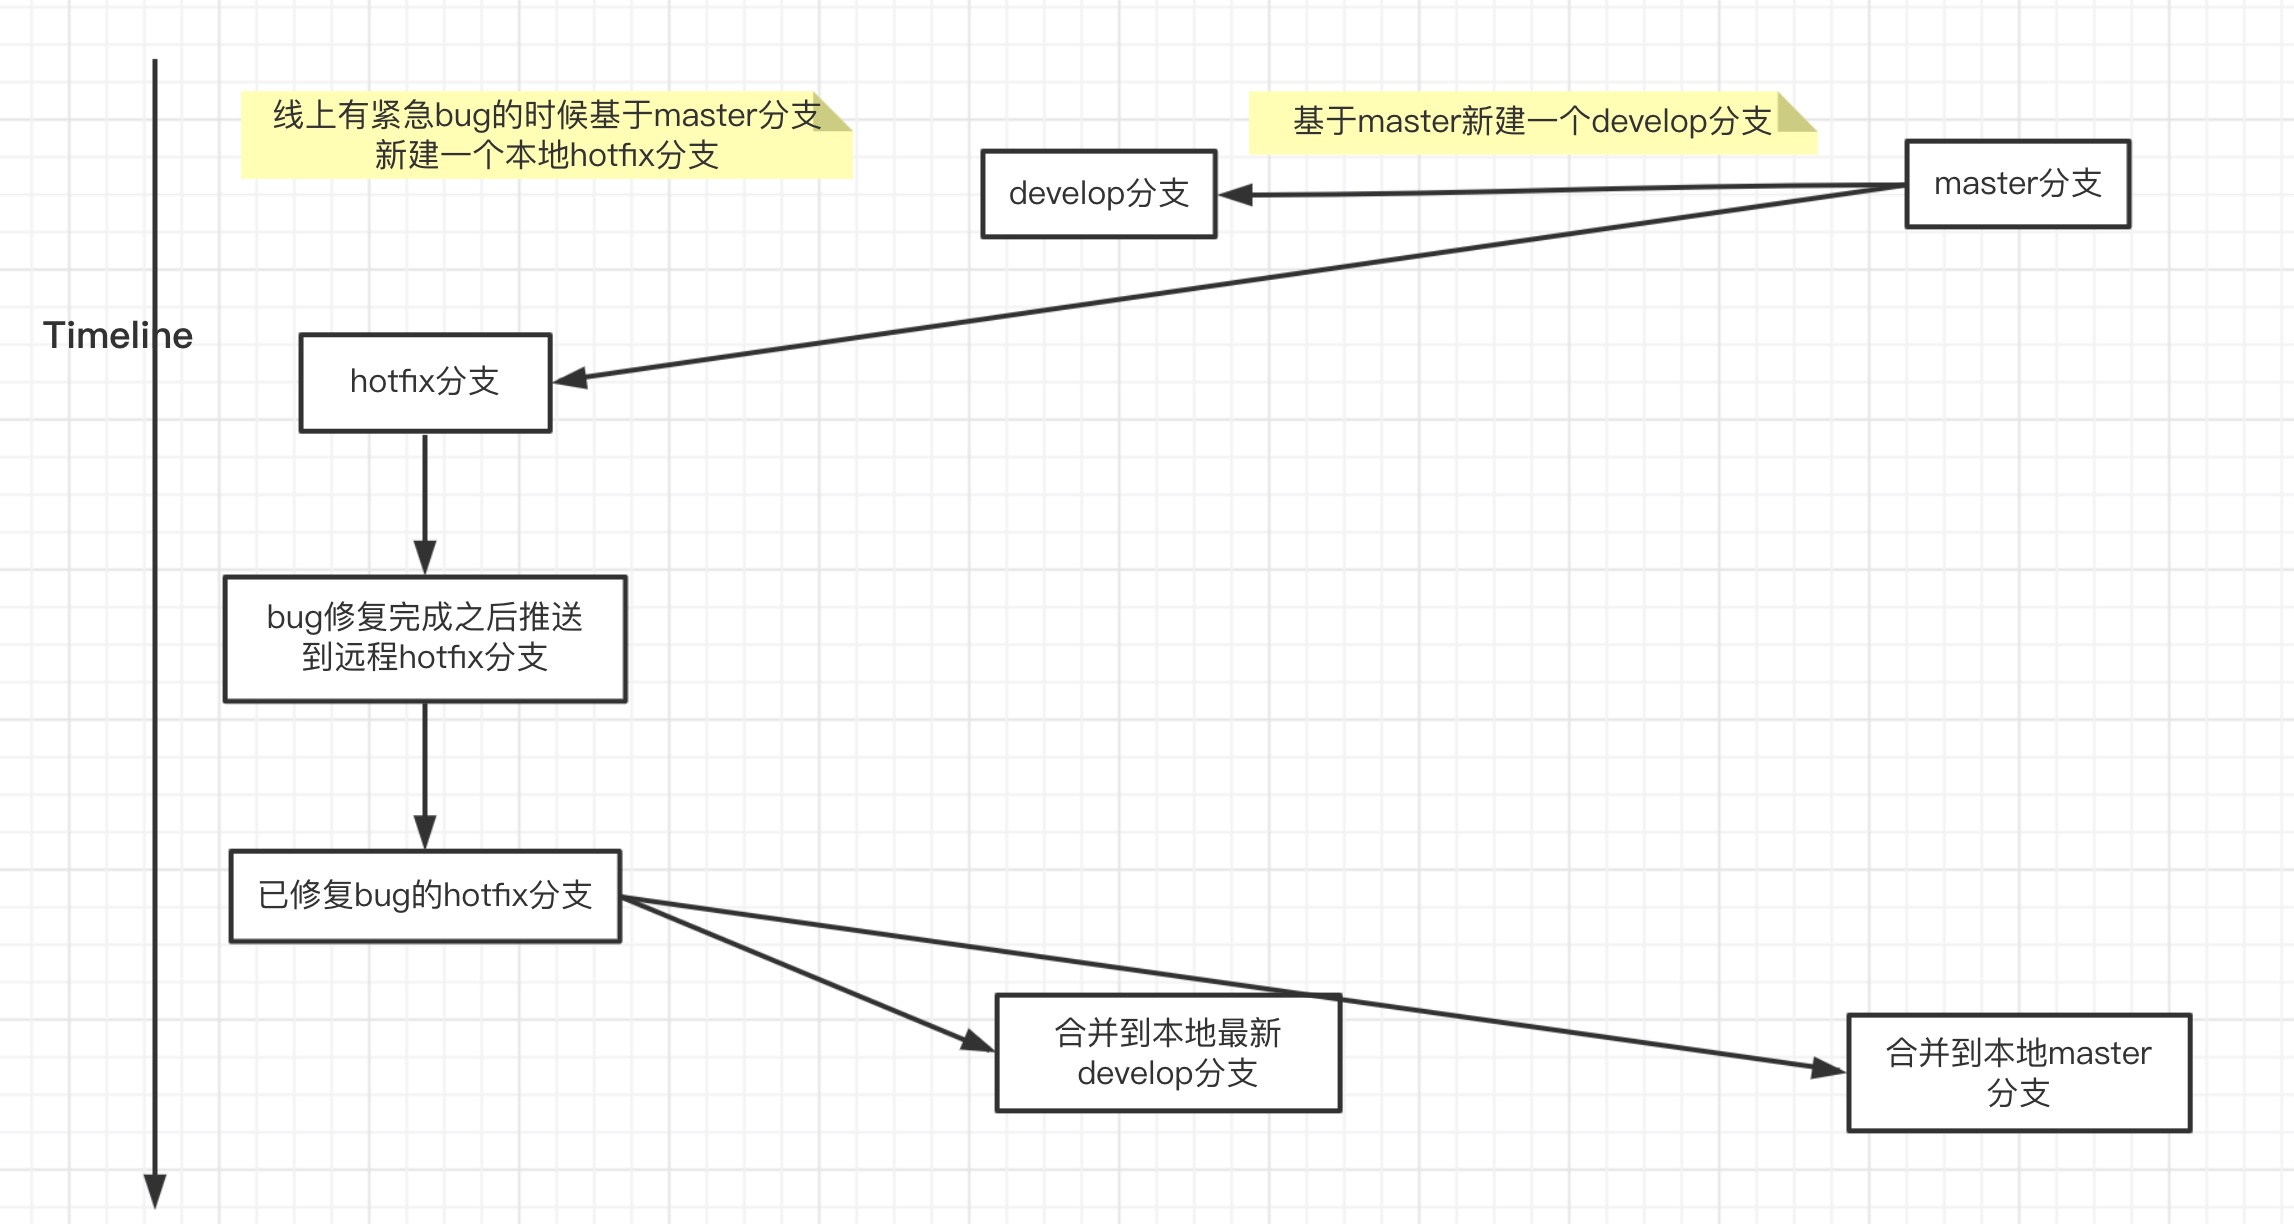 线上有紧急bug的时候基于master分支
新建一个本地hotfix分支
基于master新建一个develop分支
develop分支
master分支
Timeline
hotfix分支
bug修复完成之后推送
到远程hotfix分支
已修复bug的hotfix分支
合并到本地最新
develop分支
合并到本地master
分支